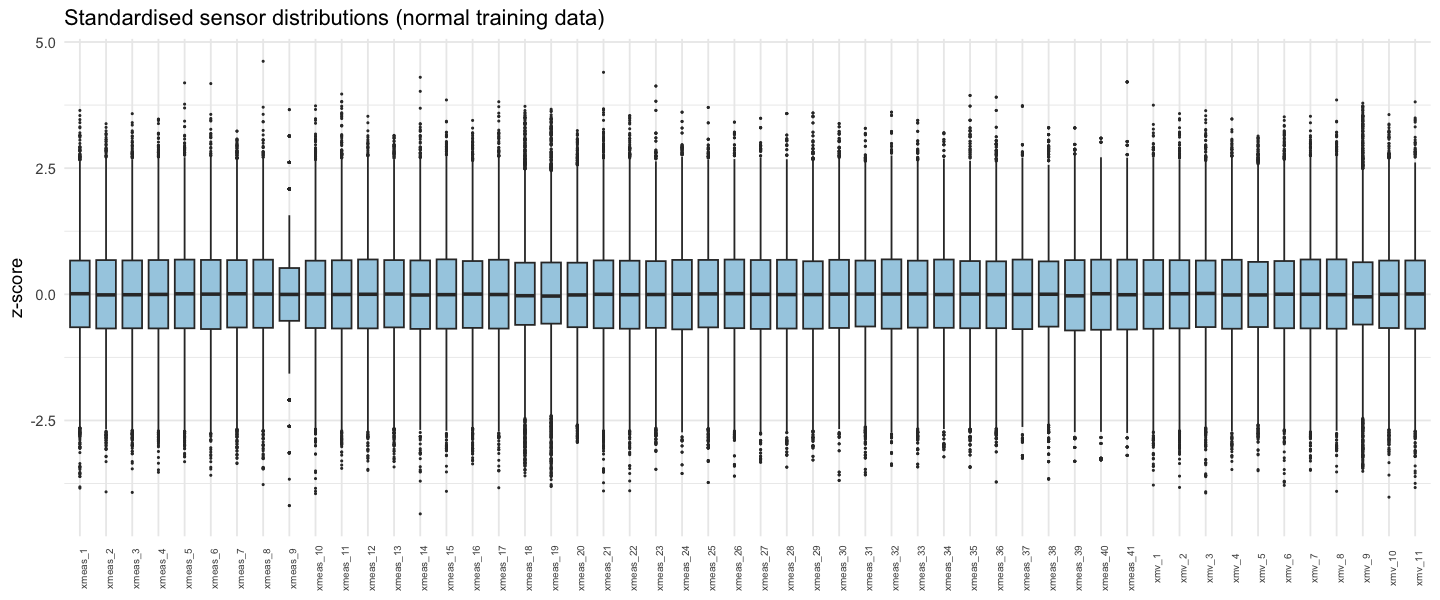 Standardised sensor distributions (normal training data)
5.0
2.5
0.0
-2.5
z-score
xmeas_1
xmeas_2
xmeas_3
xmeas_4
xmeas_5
xmeas_6
xmeas_7
xmeas_8
xmeas_9
xmeas_10
xmeas_11
xmeas_12
xmeas_13
xmeas_14
xmeas_15
xmeas_16
xmeas_17
xmeas_18
xmeas_19
xmeas_20
xmeas_21
xmeas_22
xmeas_23
xmeas_24
xmeas_25
xmeas_26
xmeas_27
xmeas_28
xmeas_29
xmeas_30
xmeas_31
xmeas_32
xmeas_33
xmeas_34
xmeas_35
xmeas_36
xmeas_37
xmeas_38
xmeas_39
xmeas_40
xmeas_41
xmv_1
xmv_2
xmv_3
xmv_4
xmv_5
xmv_6
xmv_7
xmv_8
xmv_9
xmv_10
xmv_11